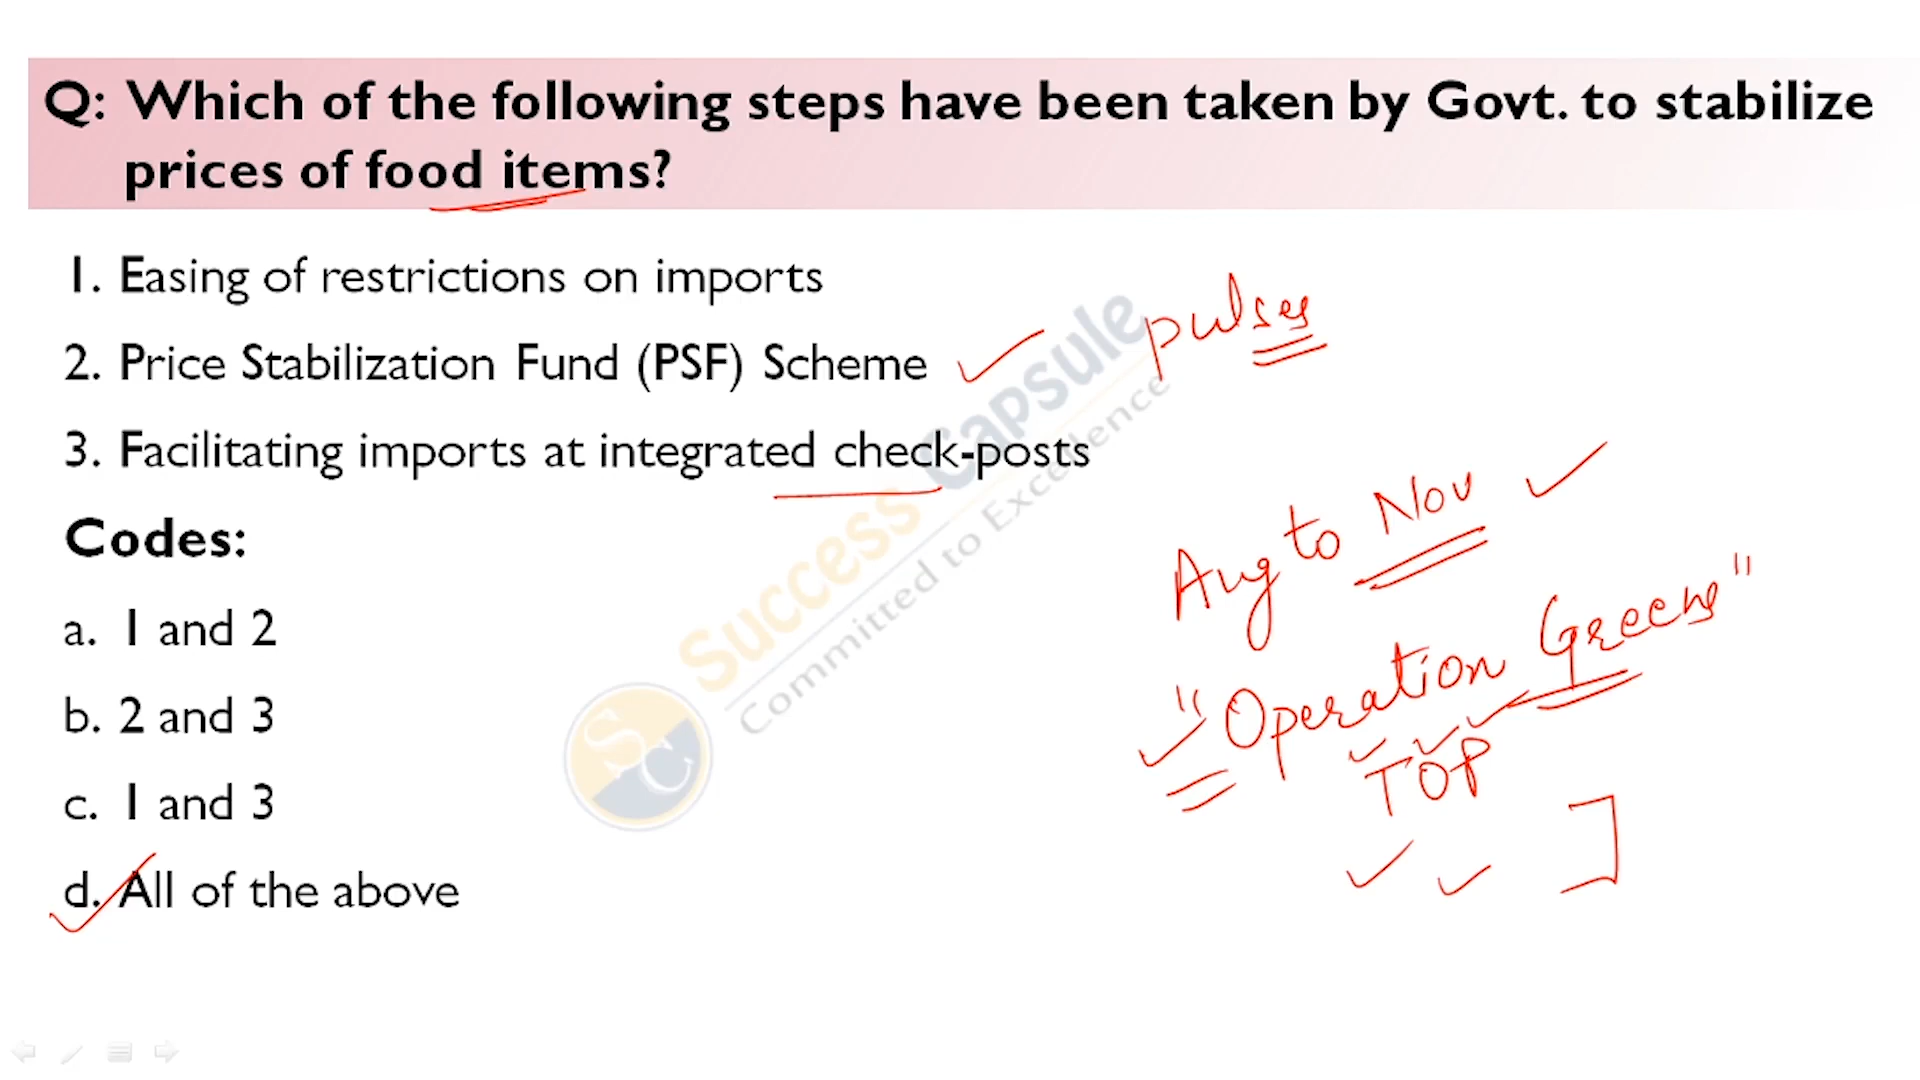 Q: Which of the following steps have been taken by Govt. to stabilize
prices of food items?
1. Easing of restrictions on imports
2. Price Stabilization Fund (PSF) Scheme
3. Facilitating imports at integrated check-posts
Codes:
a. 1 and 2
b. 2 and 3
c. 1 and 3
d. All of the above
pulses
Aug to Nov
"Operation Greens"
TOP
Success Capsule
Committed to Excellence
SC